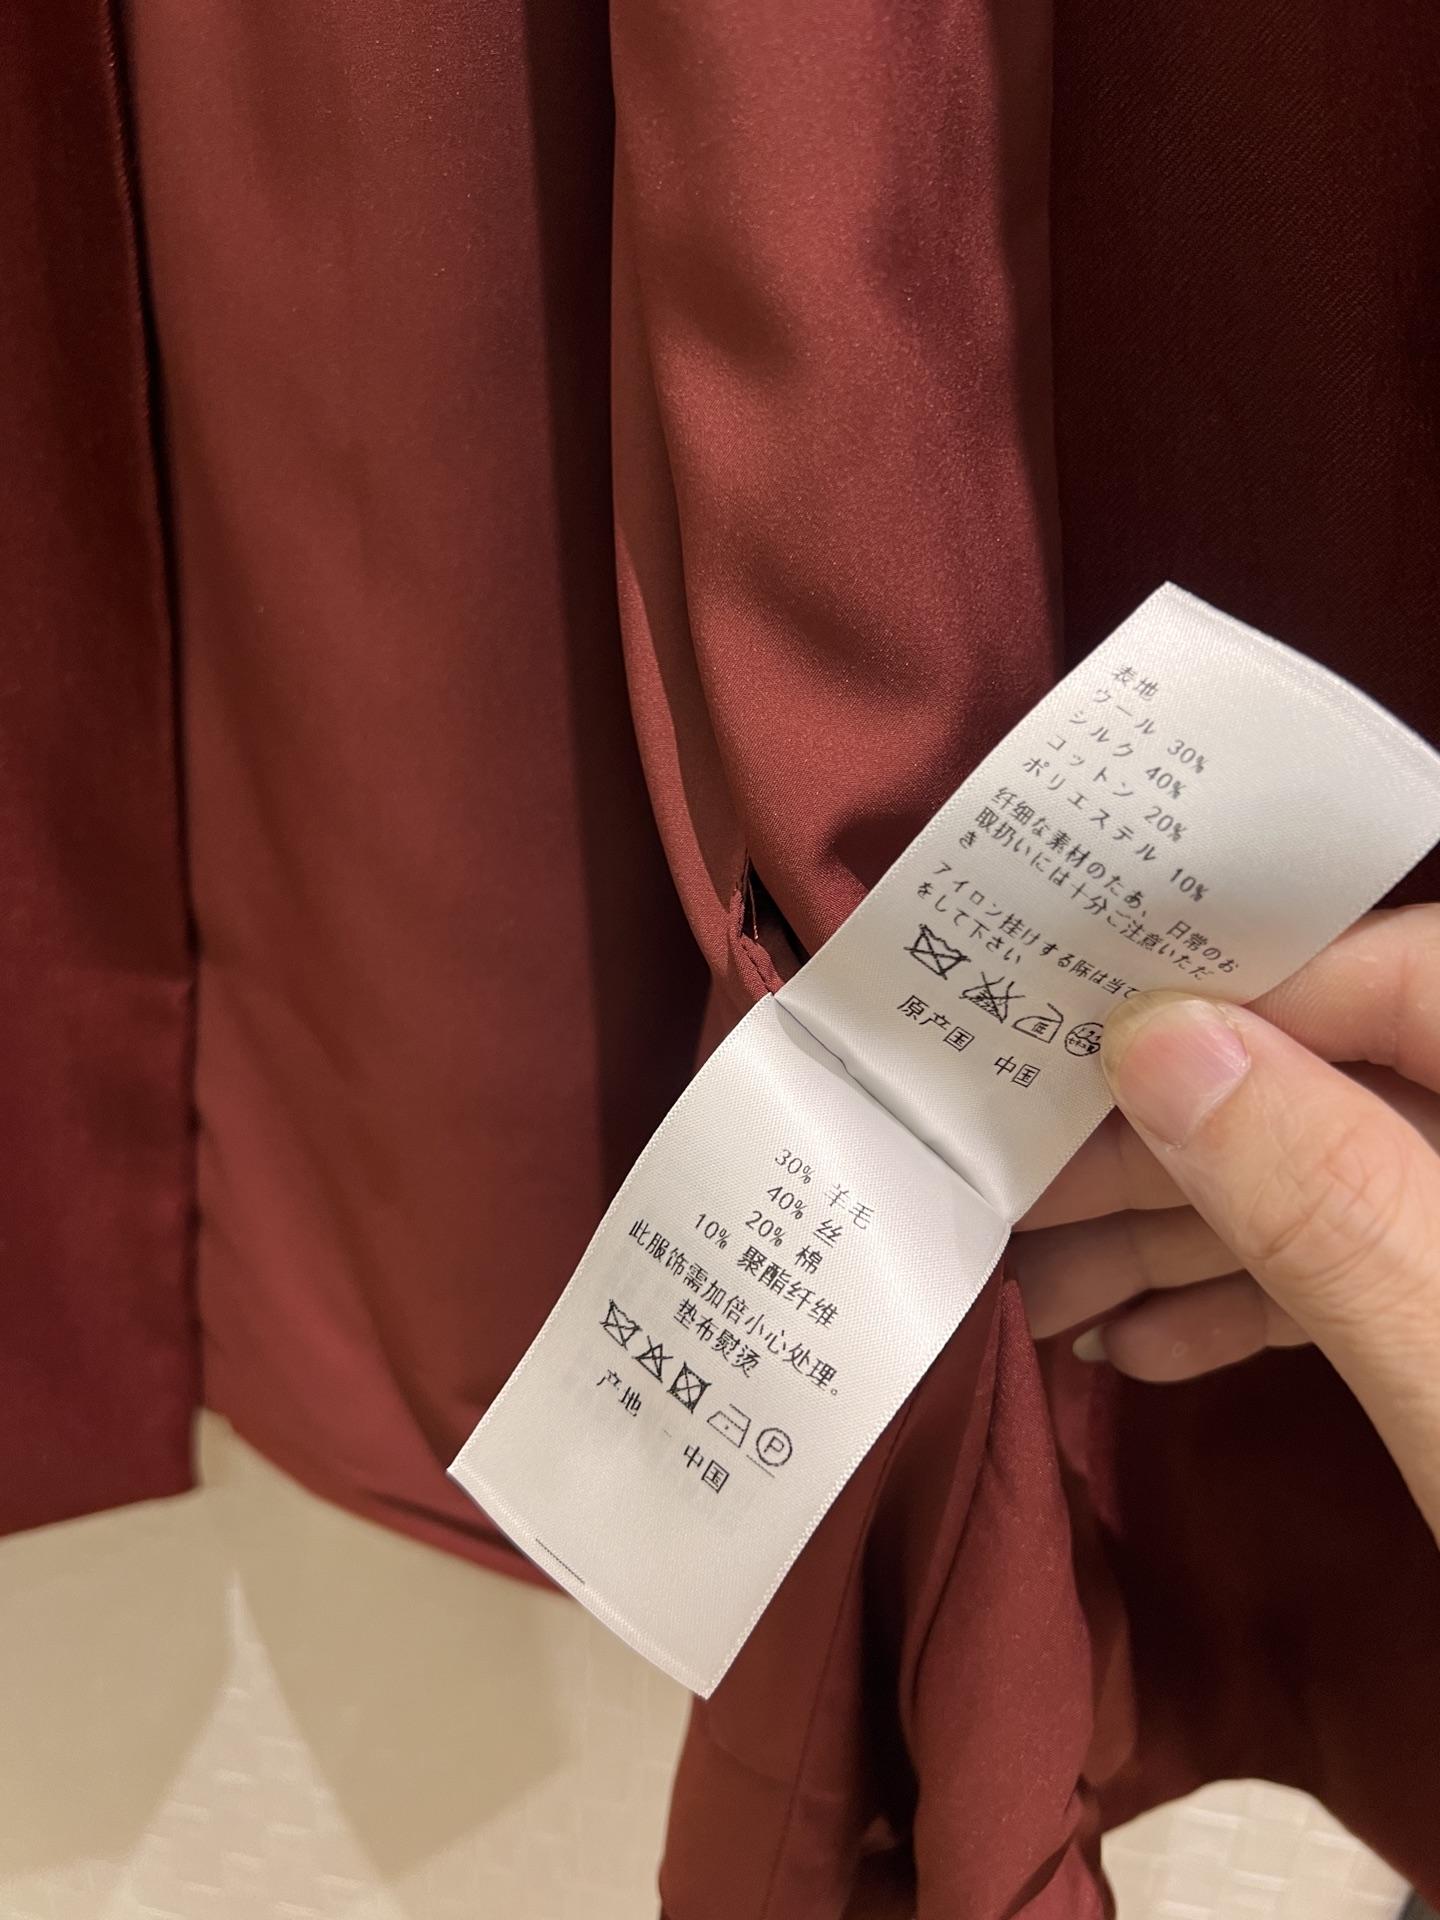 表地
ウール 30%
シルク 40%
コットン 20%
ポリエステル 10%
纤细な素材のたあ、日常のお
取扱いには十分ご注意いただ
き
アイロン挂けする際は当て
をして下さい
原产国 中国
30% 羊毛
40% 丝
20% 棉
10% 聚酯纤维
此服饰需加倍小心处理。
垫布熨烫
P
产地 中国